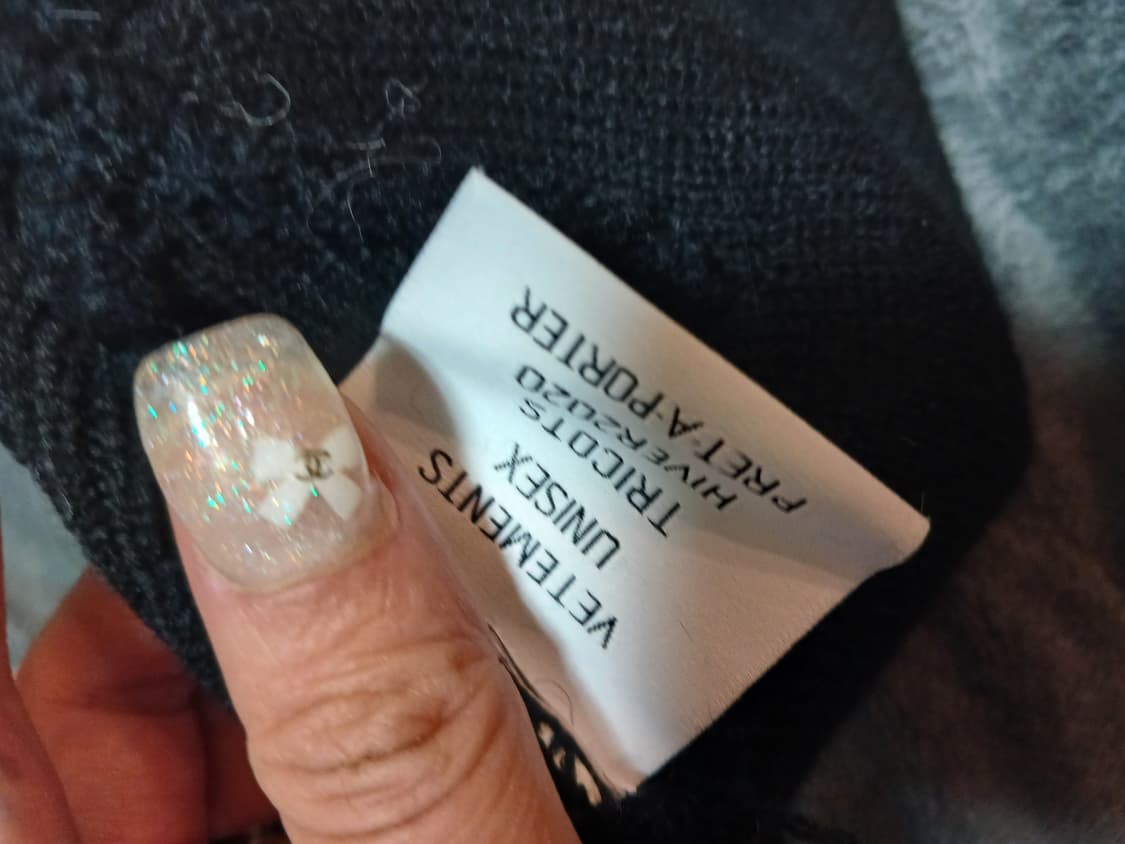 VETEMENTS
UNISEX
TRICOTS
HIVER2020
PRET-A-PORTER